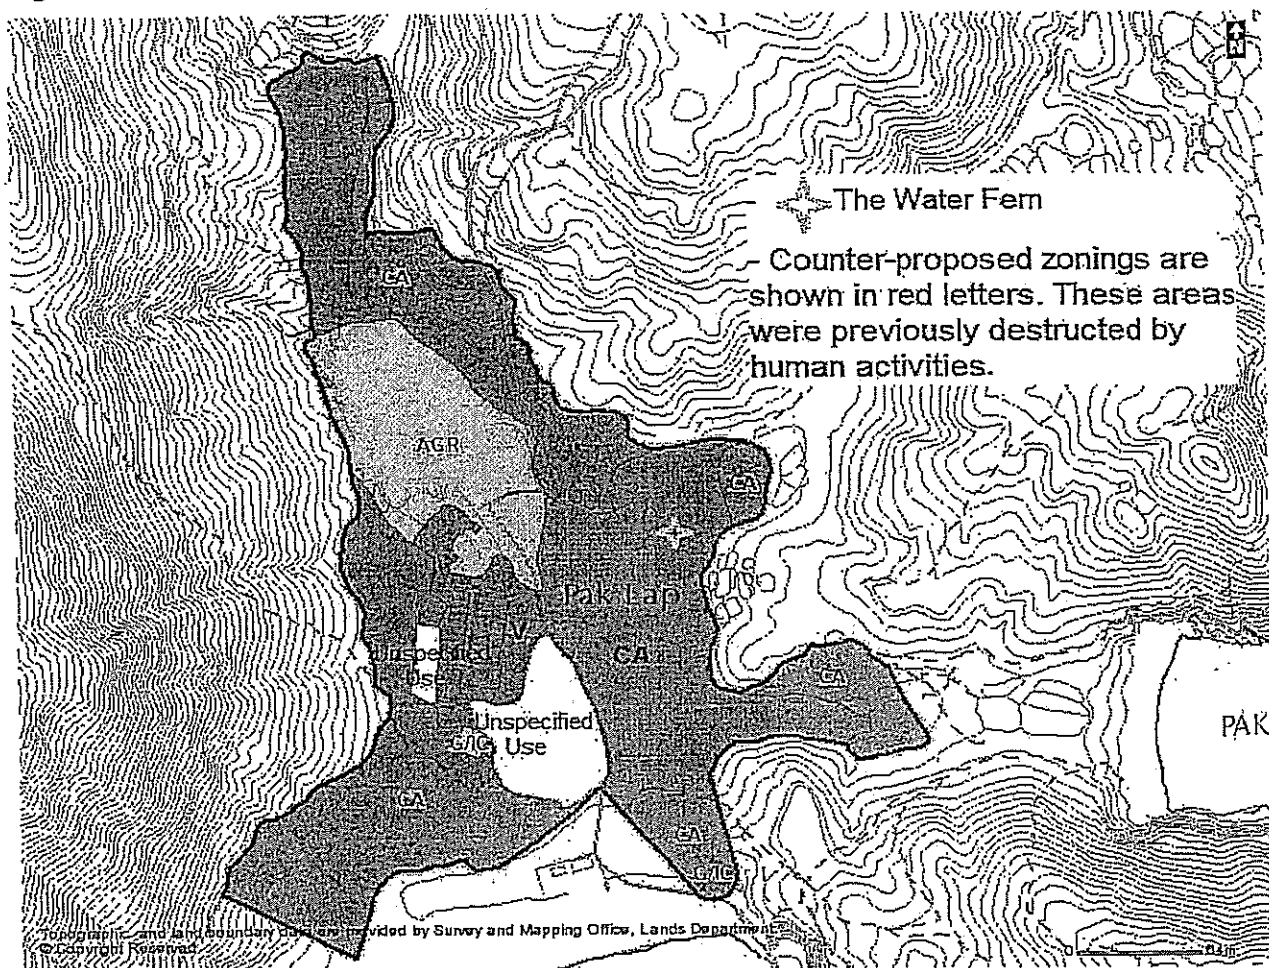 The Water Fern
- Counter-proposed zonings are
shown in red letters. These areas
were previously destructed by
human activities.
CA
AGR
CA
Pak Lap
V
CA
Unspecified
Use
CA
Unspecified
Use
G/IC
CA
CA
G/IC
PAK
Topographic and land boundary data are provided by Survey and Mapping Office, Lands Department.
© Copyright Reserved